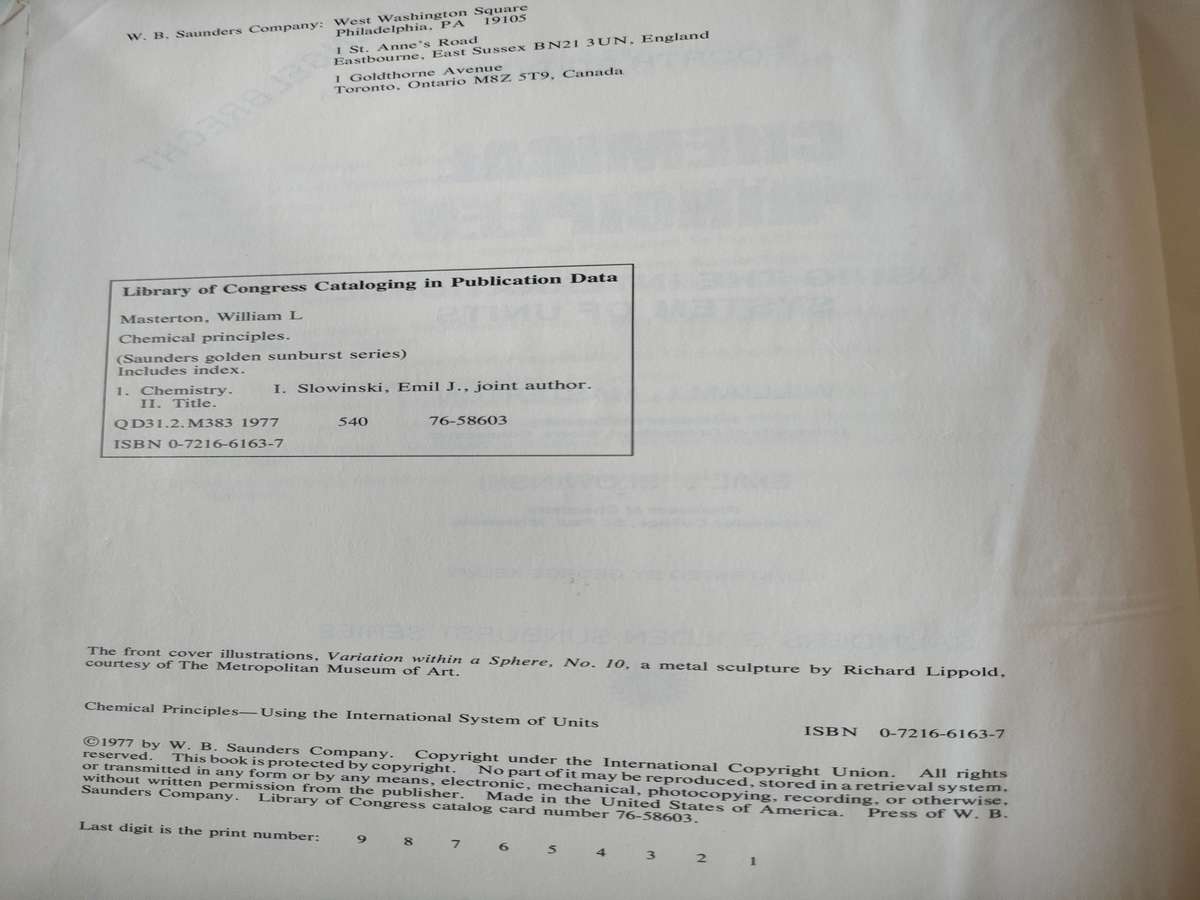 W. B. Saunders Company: West Washington Square
Philadelphia, PA 19105
1 St. Anne's Road
Eastbourne, East Sussex BN21 3UN, England
1 Goldthorne Avenue
Toronto, Ontario M8Z 5T9, Canada
Library of Congress Cataloging in Publication Data
Masterton, William L
Chemical principles.
(Saunders golden sunburst series)
Includes index.
1. Chemistry. I. Slowinski, Emil J., joint author.
II. Title.
QD31.2.M383 1977 540 76-58603
ISBN 0-7216-6163-7
The front cover illustrations, Variation within a Sphere, No. 10, a metal sculpture by Richard Lippold,
courtesy of The Metropolitan Museum of Art.
Chemical Principles—Using the International System of Units ISBN 0-7216-6163-7
©1977 by W. B. Saunders Company. Copyright under the International Copyright Union. All rights
reserved. This book is protected by copyright. No part of it may be reproduced, stored in a retrieval system,
or transmitted in any form or by any means, electronic, mechanical, photocopying, recording, or otherwise,
without written permission from the publisher. Made in the United States of America. Press of W. B.
Saunders Company. Library of Congress catalog card number 76-58603.
Last digit is the print number: 9 8 7 6 5 4 3 2 1